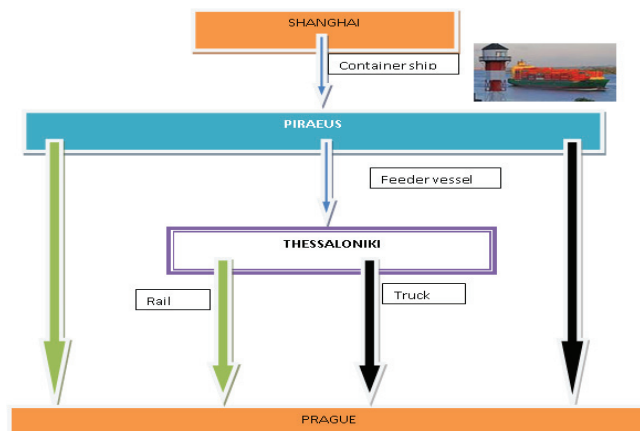 SHANGHAI
Container ship
PIRAEUS
Feeder vessel
THESSALONIKI
Rail
Truck
PRAGUE